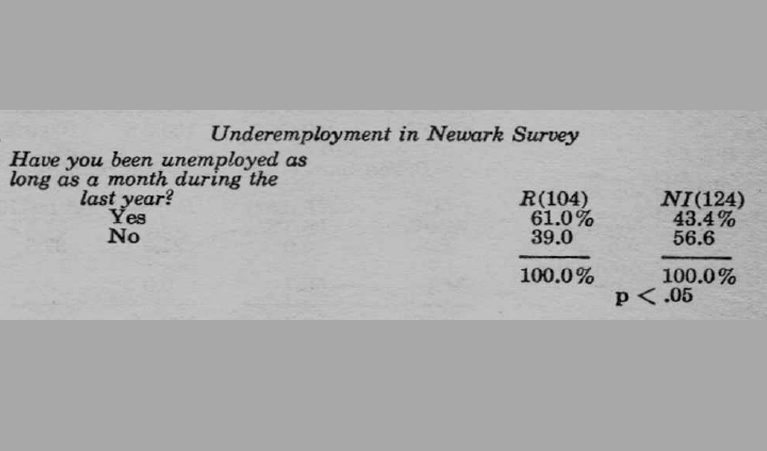 Underemployment in Newark Survey
Have you been unemployed as
long as a month during the
last year? R(104) NI(124)
Yes 61.0% 43.4%
No 39.0 56.6
100.0% 100.0%
p < .05